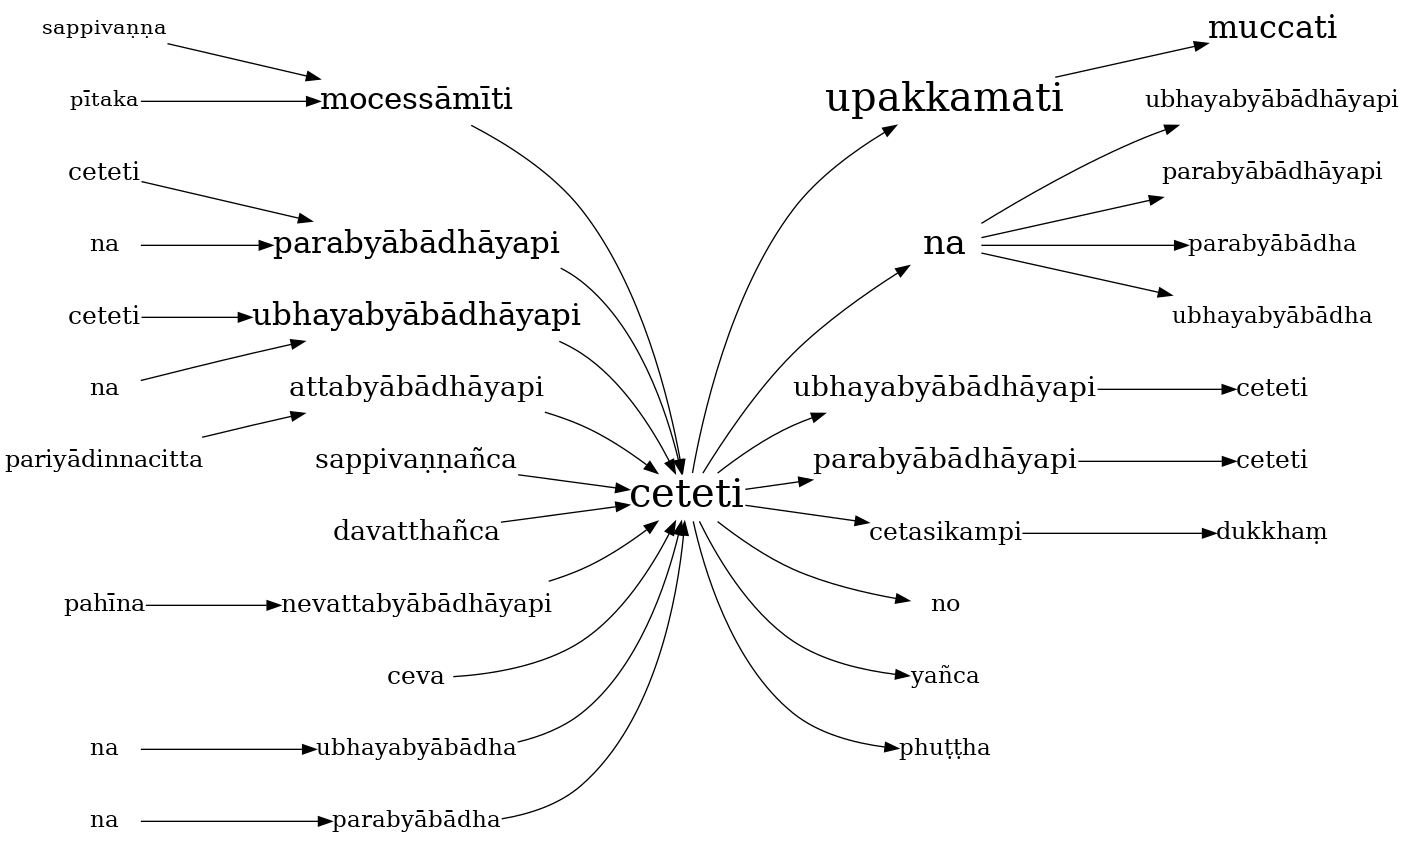 sappivaṇṇa
pītaka
ceteti
na
ceteti
na
pariyādinnacitta
pahīna
na
na
mocessāmīti
parabyābādhāyapi
ubhayabyābādhāyapi
attabyābādhāyapi
sappivaṇṇañca
davatthañca
nevattabyābādhāyapi
ceva
ubhayabyābādha
parabyābādha
ceteti
upakkamati
na
ubhayabyābādhāyapi
parabyābādhāyapi
cetasikampi
no
yañca
phuṭṭha
muccati
ubhayabyābādhāyapi
parabyābādhāyapi
parabyābādha
ubhayabyābādha
ceteti
ceteti
dukkhaṃ